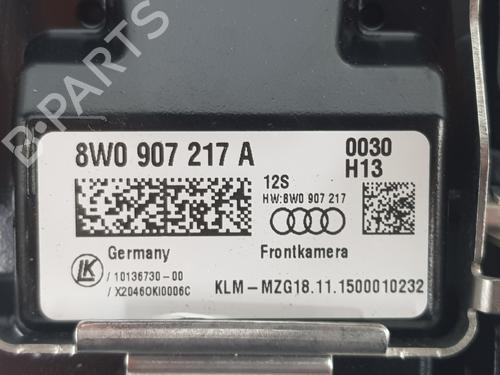 B-PARTS
8W0 907 217 A
0030
H13
12S
HW:8W0 907 217
Germany
Frontkamera
LK
/ 10136730-00
/ X2046OKI0006C
KLM-MZG18.11.1500010232